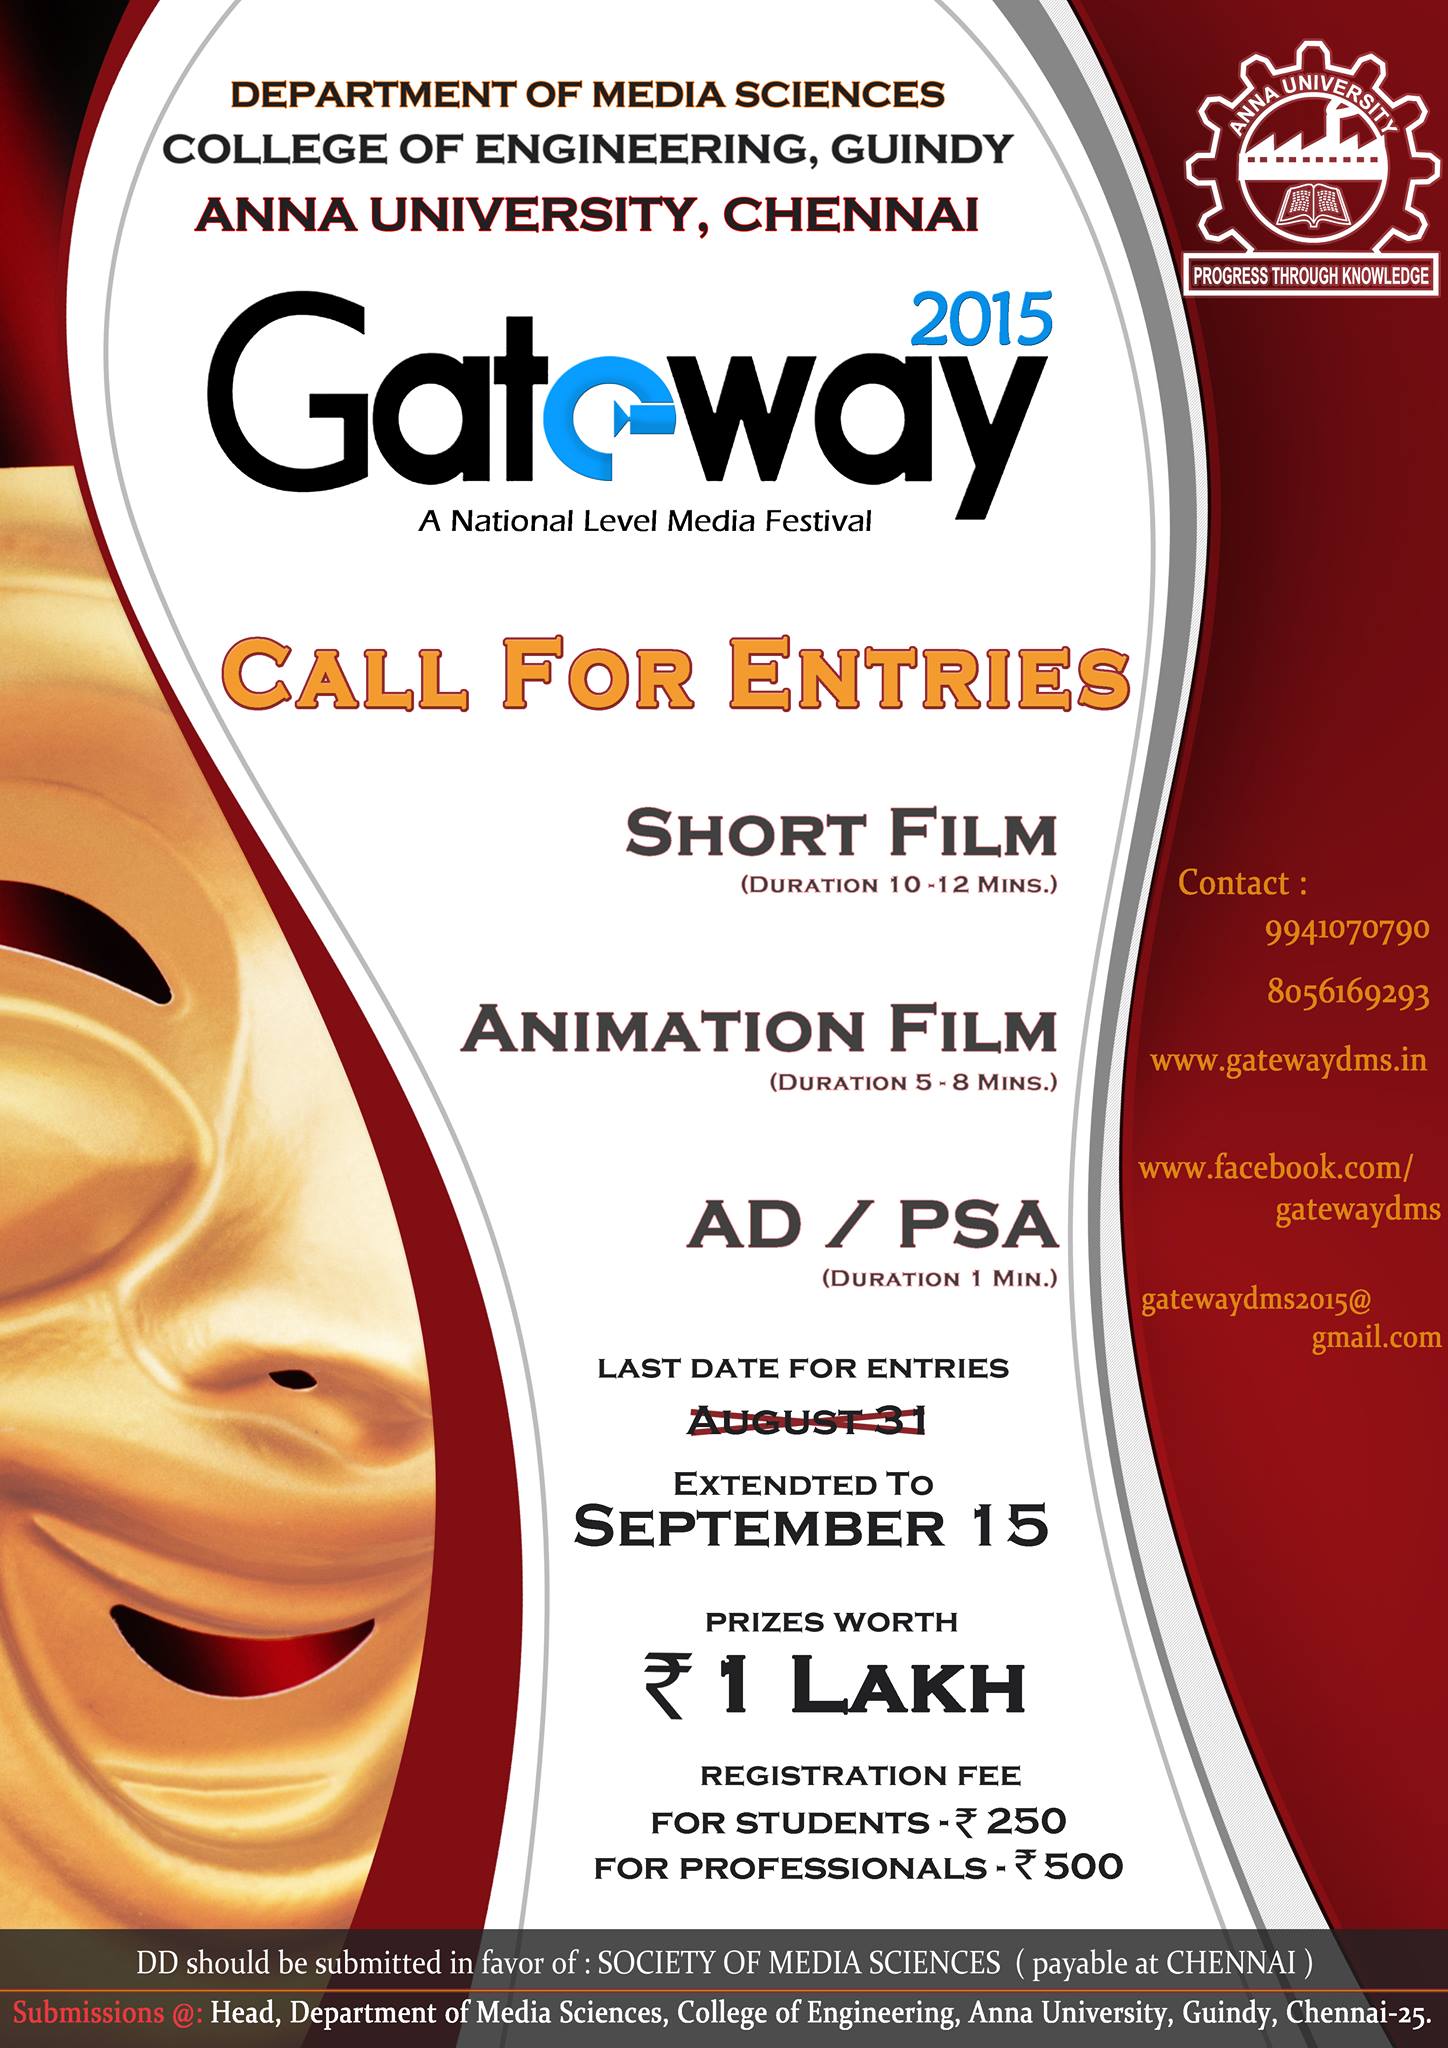 DEPARTMENT OF MEDIA SCIENCES
COLLEGE OF ENGINEERING, GUINDY
ANNA UNIVERSITY, CHENNAI
ANNA UNIVERSITY
PROGRESS THROUGH KNOWLEDGE
Gateway 2015
A National Level Media Festival
CALL FOR ENTRIES
SHORT FILM
(DURATION 10 -12 MINS.)
ANIMATION FILM
(DURATION 5 - 8 MINS.)
AD / PSA
(DURATION 1 MIN.)
LAST DATE FOR ENTRIES
AUGUST 31
EXTENDTED TO
SEPTEMBER 15
PRIZES WORTH
₹ 1 LAKH
REGISTRATION FEE
FOR STUDENTS - ₹ 250
FOR PROFESSIONALS - ₹ 500
Contact :
9941070790
8056169293
www.gatewaydms.in
www.facebook.com/
gatewaydms
gatewaydms2015@
gmail.com
DD should be submitted in favor of : SOCIETY OF MEDIA SCIENCES ( payable at CHENNAI )
Submissions @: Head, Department of Media Sciences, College of Engineering, Anna University, Guindy, Chennai-25.